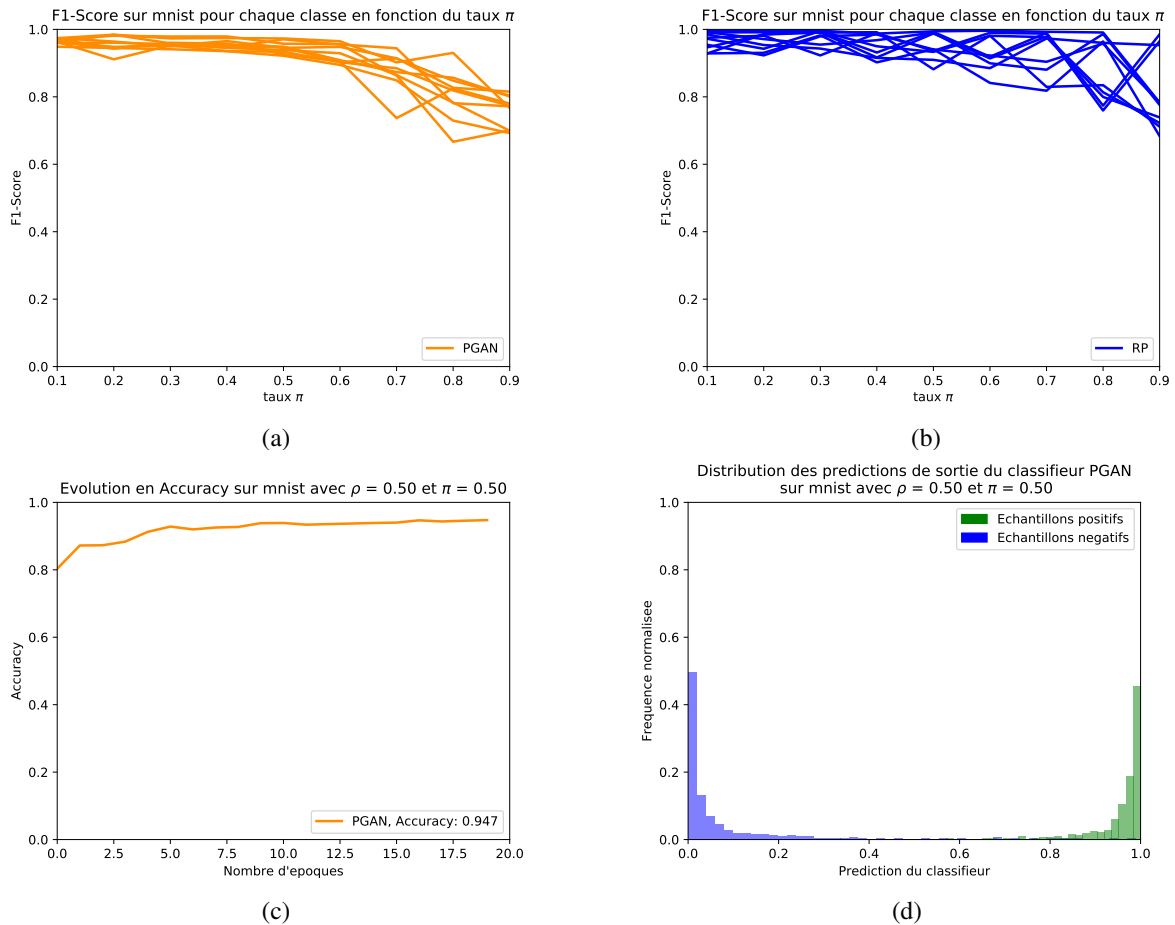 F1-Score sur mnist pour chaque classe en fonction du taux π
1.0
0.8
0.6
0.4
0.2
0.0
F1-Score
0.1 0.2 0.3 0.4 0.5 0.6 0.7 0.8 0.9
taux π
PGAN
(a)
F1-Score sur mnist pour chaque classe en fonction du taux π
1.0
0.8
0.6
0.4
0.2
0.0
F1-Score
0.1 0.2 0.3 0.4 0.5 0.6 0.7 0.8 0.9
taux π
RP
(b)
Evolution en Accuracy sur mnist avec ρ = 0.50 et π = 0.50
1.0
0.8
0.6
0.4
0.2
0.0
Accuracy
0.0 2.5 5.0 7.5 10.0 12.5 15.0 17.5 20.0
Nombre d'epoques
PGAN, Accuracy: 0.947
(c)
Distribution des predictions de sortie du classifieur PGAN
sur mnist avec ρ = 0.50 et π = 0.50
1.0
0.8
0.6
0.4
0.2
0.0
Frequence normalisee
Echantillons positifs
Echantillons negatifs
0.0 0.2 0.4 0.6 0.8 1.0
Prediction du classifieur
(d)